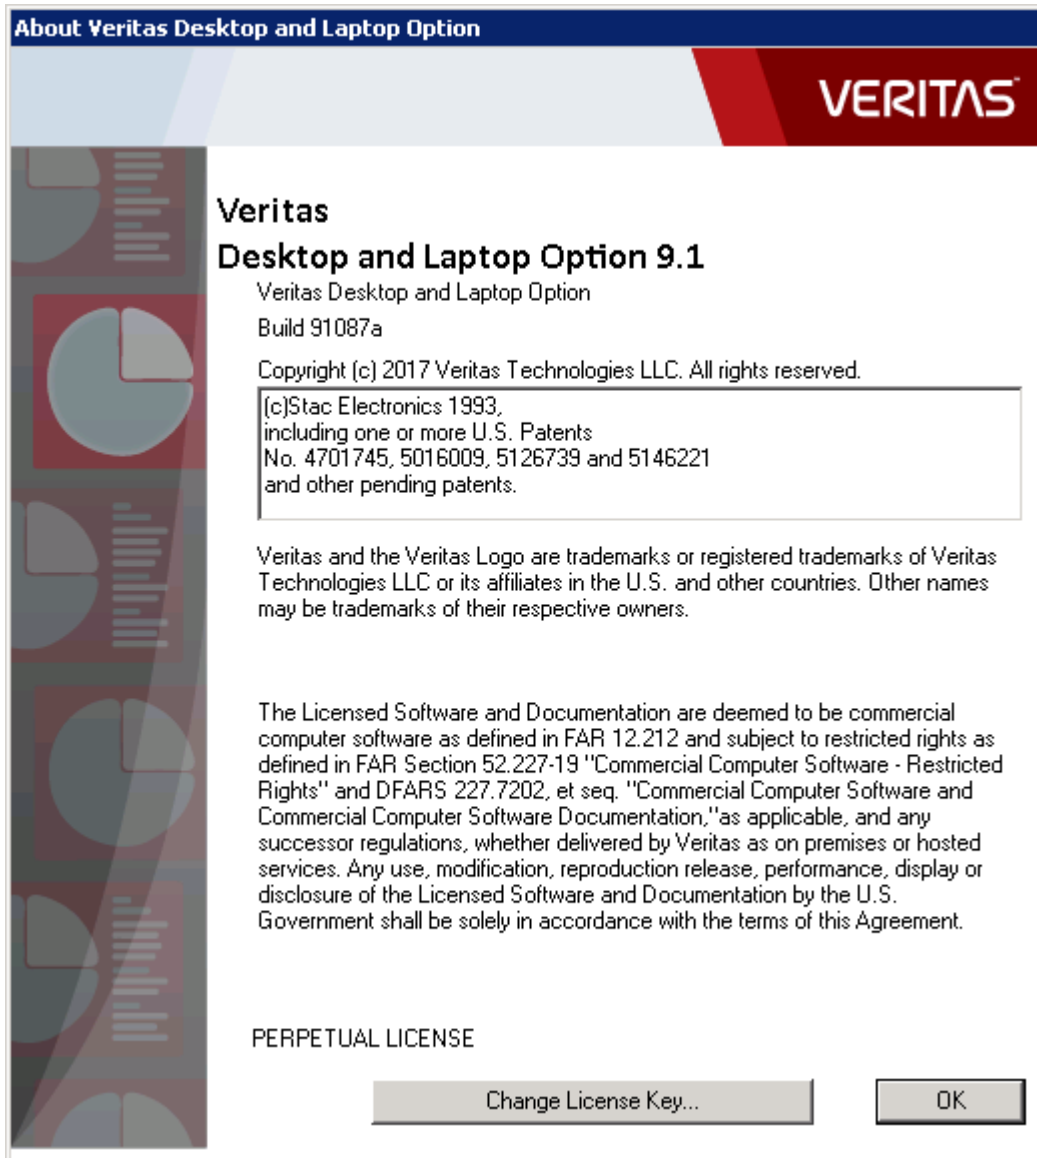 About Veritas Desktop and Laptop Option
VERITAS
Veritas
Desktop and Laptop Option 9.1
Veritas Desktop and Laptop Option
Build 91087a
Copyright (c) 2017 Veritas Technologies LLC. All rights reserved.
(c)Stac Electronics 1993,
including one or more U.S. Patents
No. 4701745, 5016009, 5126739 and 5146221
and other pending patents.
Veritas and the Veritas Logo are trademarks or registered trademarks of Veritas
Technologies LLC or its affiliates in the U.S. and other countries. Other names
may be trademarks of their respective owners.
The Licensed Software and Documentation are deemed to be commercial
computer software as defined in FAR 12.212 and subject to restricted rights as
defined in FAR Section 52.227-19 "Commercial Computer Software - Restricted
Rights" and DFARS 227.7202, et seq. "Commercial Computer Software and
Commercial Computer Software Documentation,"as applicable, and any
successor regulations, whether delivered by Veritas as on premises or hosted
services. Any use, modification, reproduction release, performance, display or
disclosure of the Licensed Software and Documentation by the U.S.
Government shall be solely in accordance with the terms of this Agreement.
PERPETUAL LICENSE
Change License Key...
OK